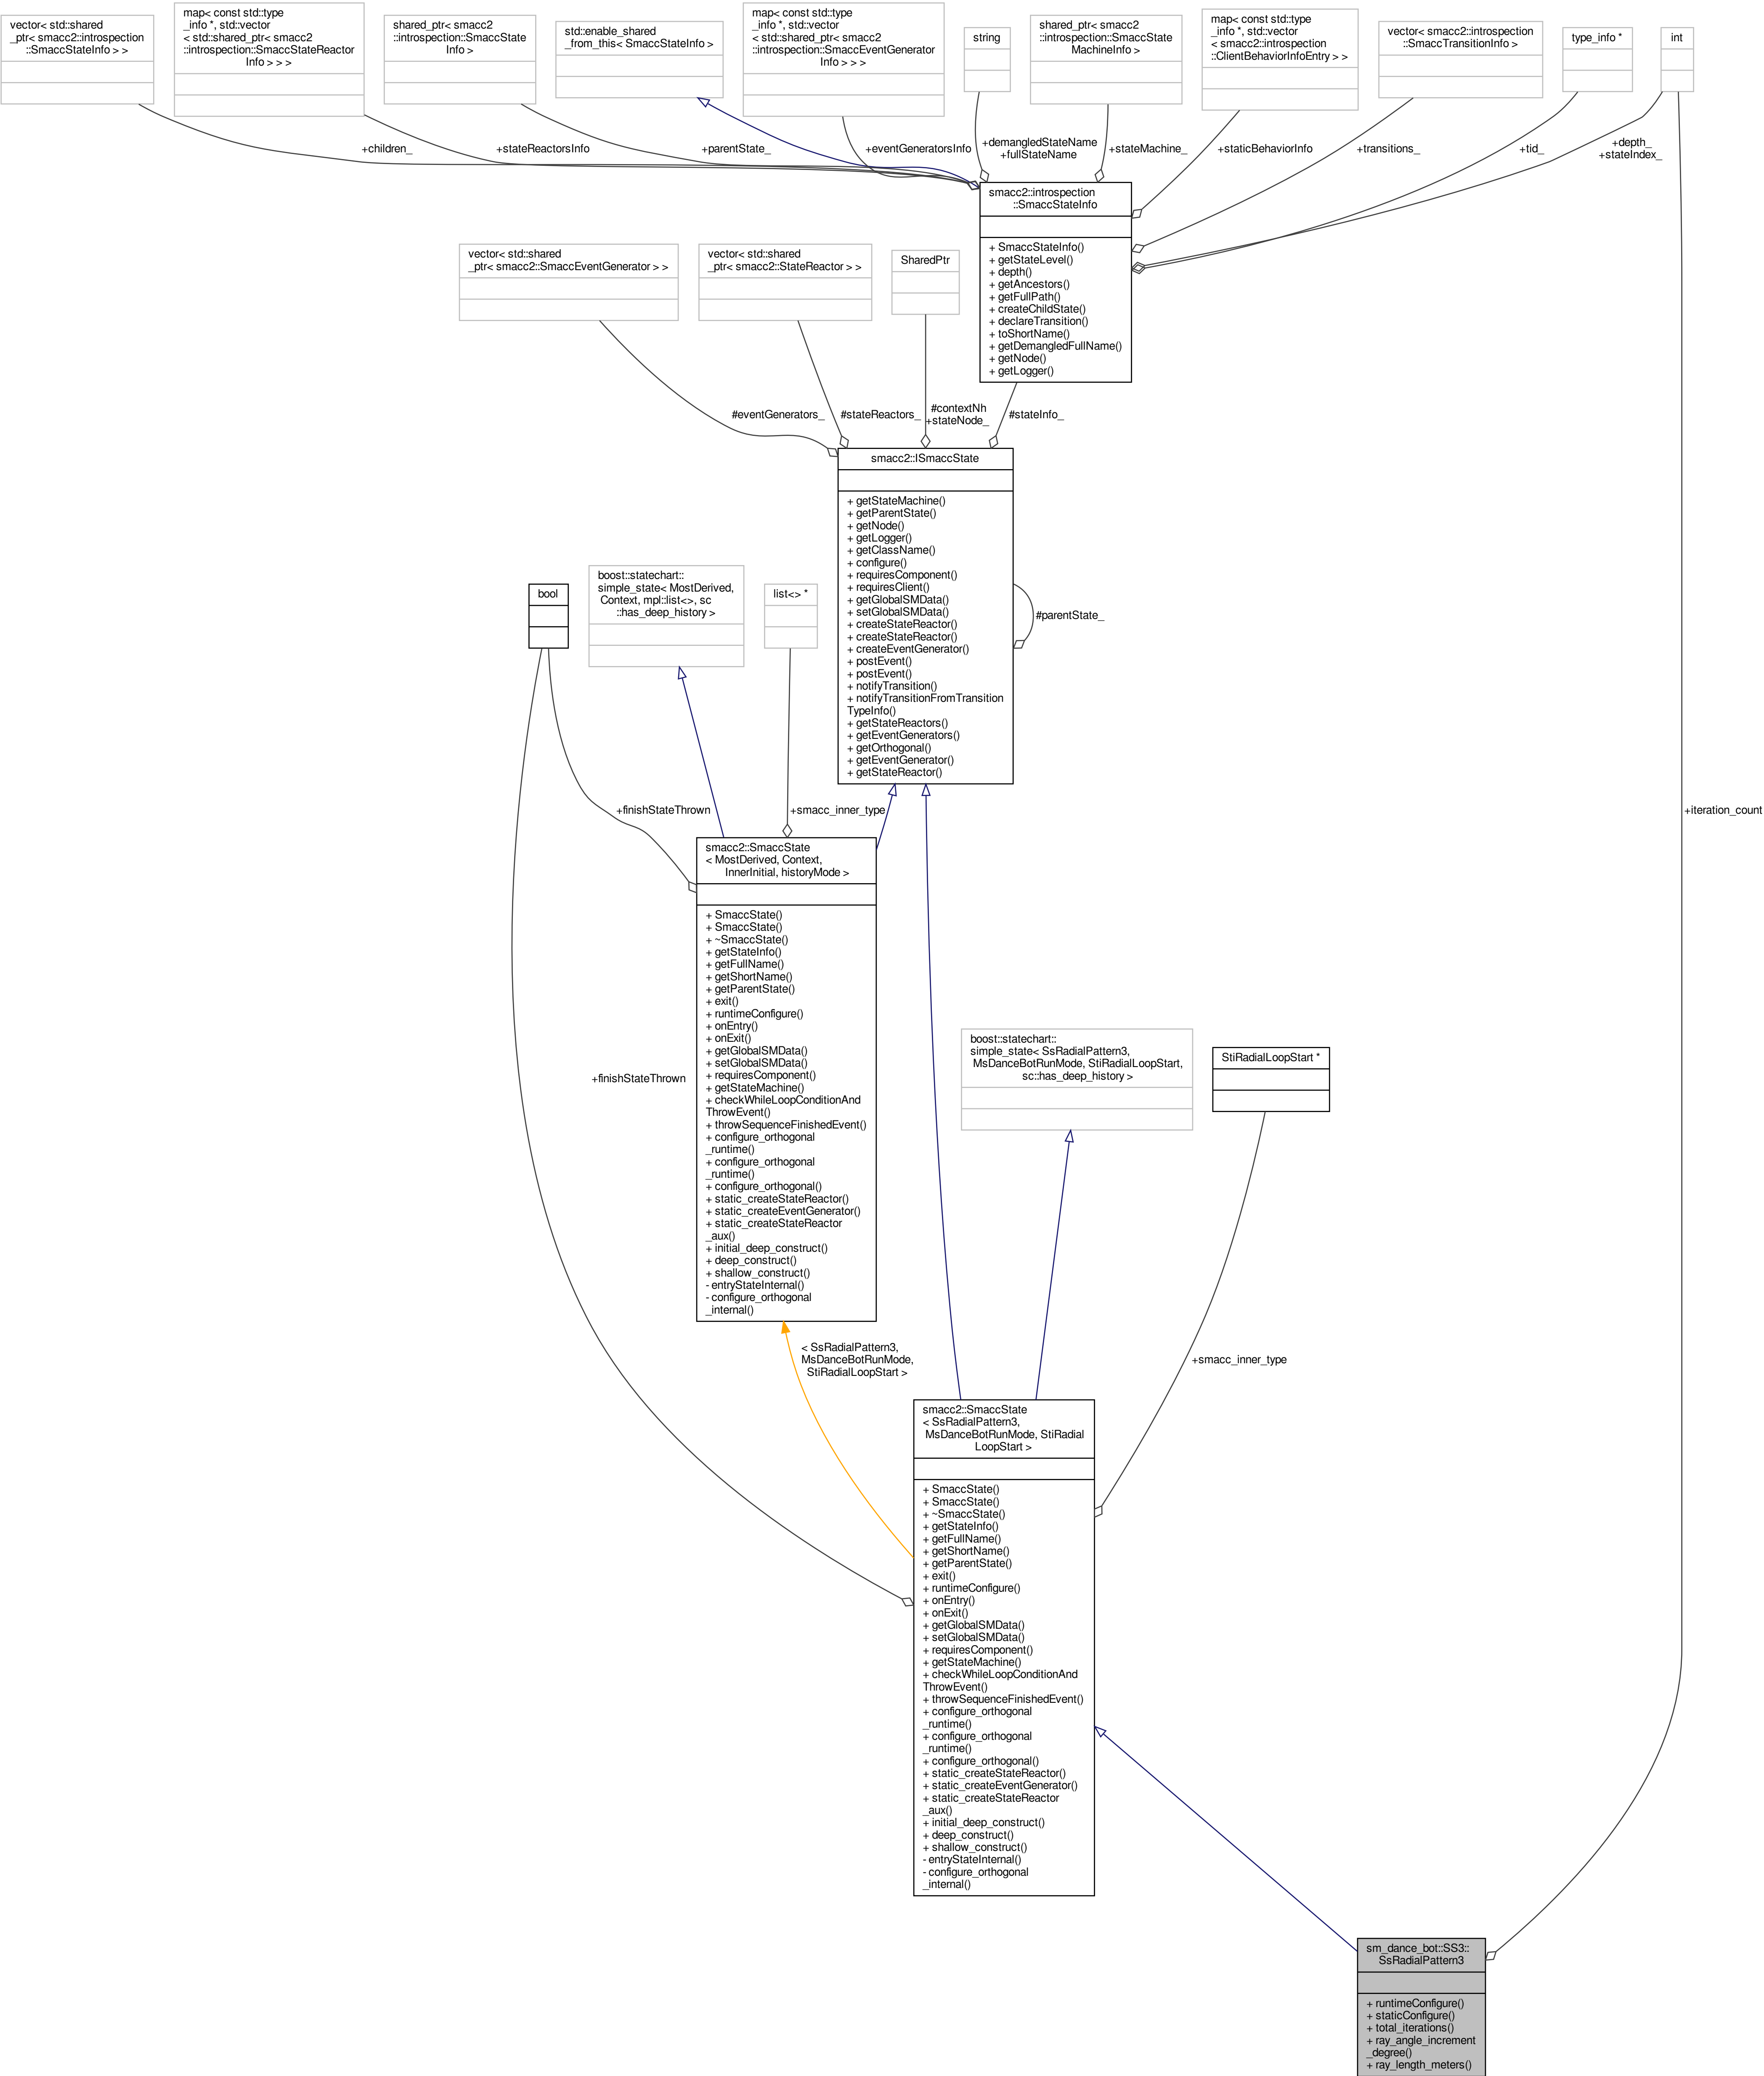 vector< std::shared
_ptr< smacc2::introspection
::SmaccStateInfo > >
map< const std::type
_info *, std::vector
< std::shared_ptr< smacc2
::introspection::SmaccStateReactor
Info > > >
shared_ptr< smacc2
::introspection::SmaccState
Info >
std::enable_shared
_from_this< SmaccStateInfo >
map< const std::type
_info *, std::vector
< std::shared_ptr< smacc2
::introspection::SmaccEventGenerator
Info > > >
string
shared_ptr< smacc2
::introspection::SmaccState
MachineInfo >
map< const std::type
_info *, std::vector
< smacc2::introspection
::ClientBehaviorInfoEntry > >
vector< smacc2::introspection
::SmaccTransitionInfo >
type_info *
int
+children_
+stateReactorsInfo
+parentState_
+eventGeneratorsInfo
+demangledStateName
+fullStateName
+stateMachine_
+staticBehaviorInfo
+transitions_
+tid_
+depth_
+stateIndex_
smacc2::introspection
::SmaccStateInfo
+ SmaccStateInfo()
+ getStateLevel()
+ depth()
+ getAncestors()
+ getFullPath()
+ createChildState()
+ declareTransition()
+ toShortName()
+ getDemangledFullName()
+ getNode()
+ getLogger()
vector< std::shared
_ptr< smacc2::SmaccEventGenerator > >
vector< std::shared
_ptr< smacc2::StateReactor > >
SharedPtr
#eventGenerators_
#stateReactors_
#contextNh
+stateNode_
#stateInfo_
smacc2::ISmaccState
+ getStateMachine()
+ getParentState()
+ getNode()
+ getLogger()
+ getClassName()
+ configure()
+ requiresComponent()
+ requiresClient()
+ getGlobalSMData()
+ setGlobalSMData()
+ createStateReactor()
+ createStateReactor()
+ createEventGenerator()
+ postEvent()
+ postEvent()
+ notifyTransition()
+ notifyTransitionFromTransition
TypeInfo()
+ getStateReactors()
+ getEventGenerators()
+ getOrthogonal()
+ getEventGenerator()
+ getStateReactor()
#parentState_
bool
boost::statechart::
simple_state< MostDerived,
Context, mpl::list<>, sc
::has_deep_history >
list<> *
+finishStateThrown
+smacc_inner_type
+iteration_count
smacc2::SmaccState
< MostDerived, Context,
InnerInitial, historyMode >
+ SmaccState()
+ SmaccState()
+ ~SmaccState()
+ getStateInfo()
+ getFullName()
+ getShortName()
+ getParentState()
+ exit()
+ runtimeConfigure()
+ onEntry()
+ onExit()
+ getGlobalSMData()
+ setGlobalSMData()
+ requiresComponent()
+ getStateMachine()
+ checkWhileLoopConditionAnd
ThrowEvent()
+ throwSequenceFinishedEvent()
+ configure_orthogonal
_runtime()
+ configure_orthogonal
_runtime()
+ configure_orthogonal()
+ static_createStateReactor()
+ static_createEventGenerator()
+ static_createStateReactor
_aux()
+ initial_deep_construct()
+ deep_construct()
+ shallow_construct()
- entryStateInternal()
- configure_orthogonal
_internal()
+finishStateThrown
boost::statechart::
simple_state< SsRadialPattern3,
MsDanceBotRunMode, StiRadialLoopStart,
sc::has_deep_history >
StiRadialLoopStart *
< SsRadialPattern3,
MsDanceBotRunMode,
StiRadialLoopStart >
+smacc_inner_type
smacc2::SmaccState
< SsRadialPattern3,
MsDanceBotRunMode, StiRadial
LoopStart >
+ SmaccState()
+ SmaccState()
+ ~SmaccState()
+ getStateInfo()
+ getFullName()
+ getShortName()
+ getParentState()
+ exit()
+ runtimeConfigure()
+ onEntry()
+ onExit()
+ getGlobalSMData()
+ setGlobalSMData()
+ requiresComponent()
+ getStateMachine()
+ checkWhileLoopConditionAnd
ThrowEvent()
+ throwSequenceFinishedEvent()
+ configure_orthogonal
_runtime()
+ configure_orthogonal
_runtime()
+ configure_orthogonal()
+ static_createStateReactor()
+ static_createEventGenerator()
+ static_createStateReactor
_aux()
+ initial_deep_construct()
+ deep_construct()
+ shallow_construct()
- entryStateInternal()
- configure_orthogonal
_internal()
sm_dance_bot::SS3::
SsRadialPattern3
+ runtimeConfigure()
+ staticConfigure()
+ total_iterations()
+ ray_angle_increment
_degree()
+ ray_length_meters()